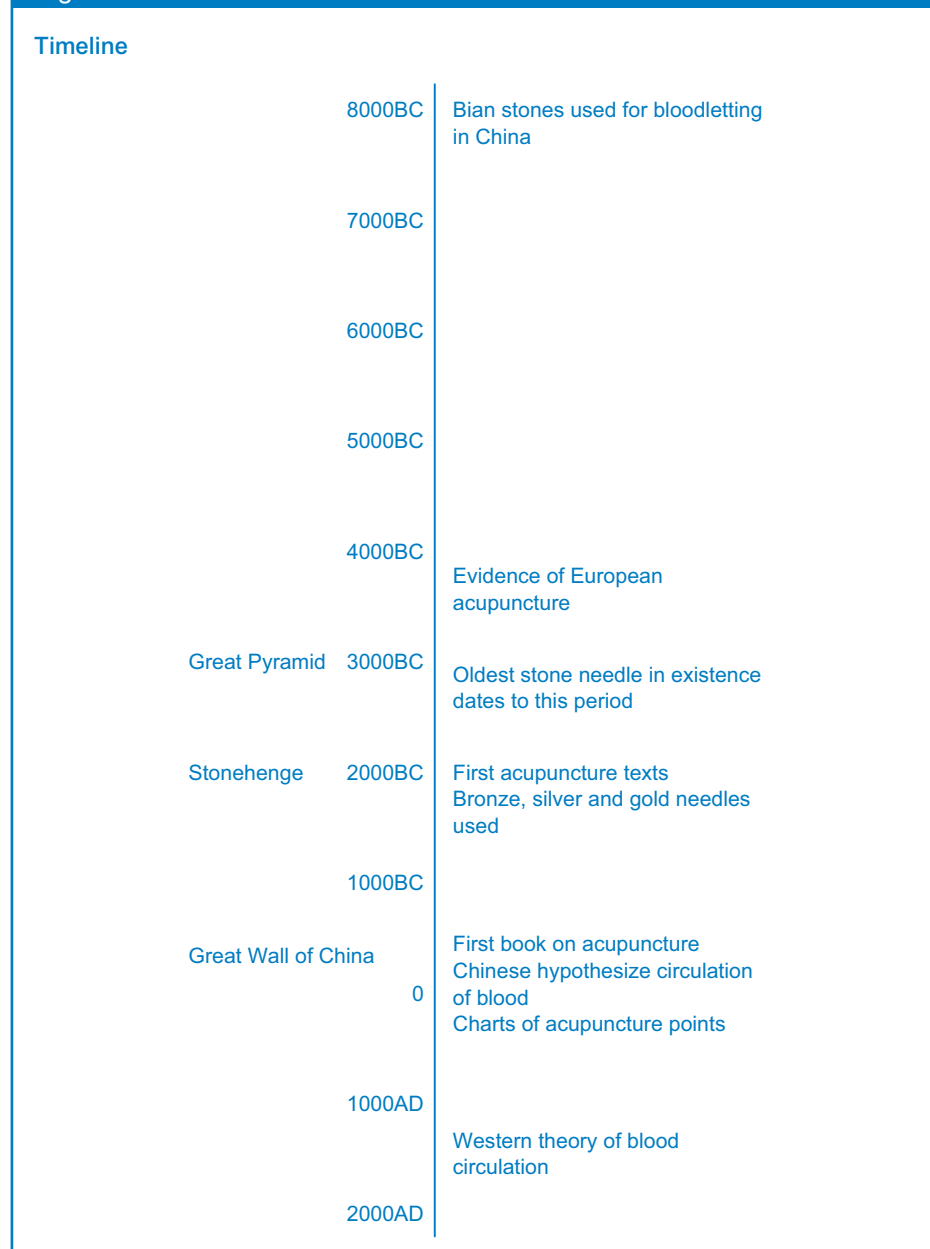 Timeline
8000BC Bian stones used for bloodletting
in China
7000BC
6000BC
5000BC
4000BC
Evidence of European
acupuncture
Great Pyramid 3000BC
Oldest stone needle in existence
dates to this period
Stonehenge 2000BC First acupuncture texts
Bronze, silver and gold needles
used
1000BC
First book on acupuncture
Great Wall of China
Chinese hypothesize circulation
0 of blood
Charts of acupuncture points
1000AD
Western theory of blood
circulation
2000AD